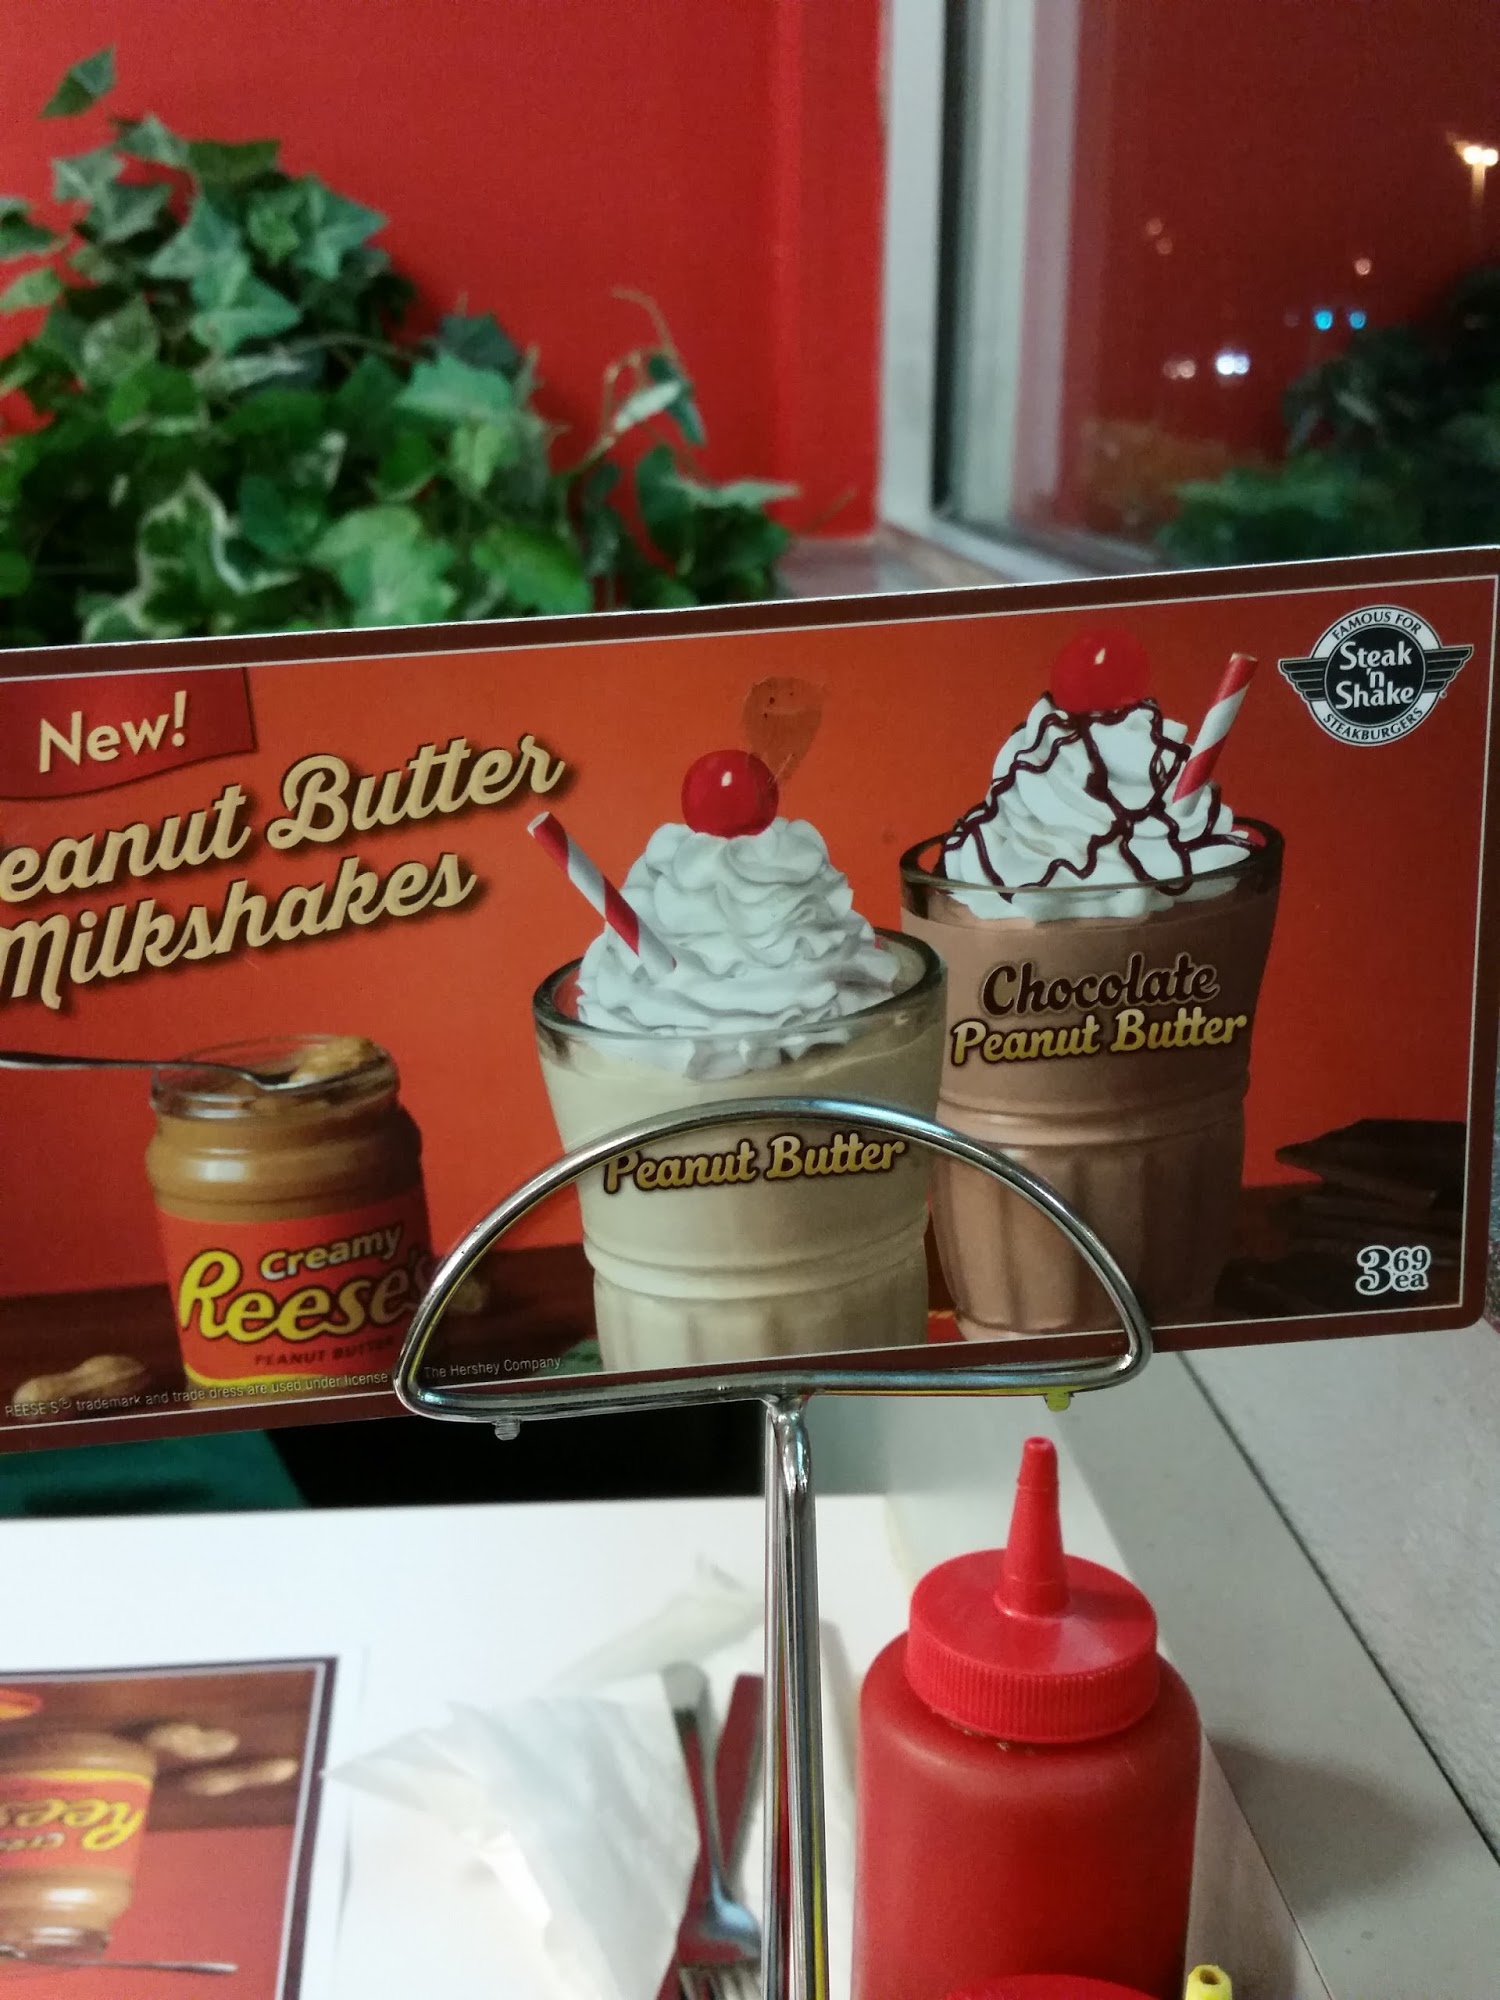 New!
eanut Butter
Milkshakes
FAMOUS FOR
Steak
'n
Shake
STEAKBURGERS
Chocolate
Peanut Butter
Peanut Butter
Creamy
Reese's
PEANUT BUTTER
3 69
ea
REESE'S® trademark and trade dress are used under license The Hershey Company
Rees